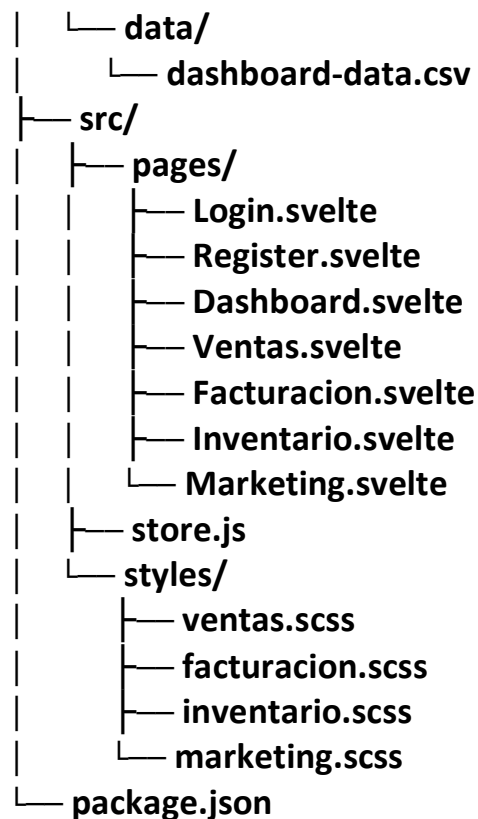 │   └── data/
│       └── dashboard-data.csv
├── src/
│   ├── pages/
│   │   ├── Login.svelte
│   │   ├── Register.svelte
│   │   ├── Dashboard.svelte
│   │   ├── Ventas.svelte
│   │   ├── Facturacion.svelte
│   │   ├── Inventario.svelte
│   │   └── Marketing.svelte
│   ├── store.js
│   └── styles/
│       ├── ventas.scss
│       ├── facturacion.scss
│       ├── inventario.scss
│       └── marketing.scss
└── package.json